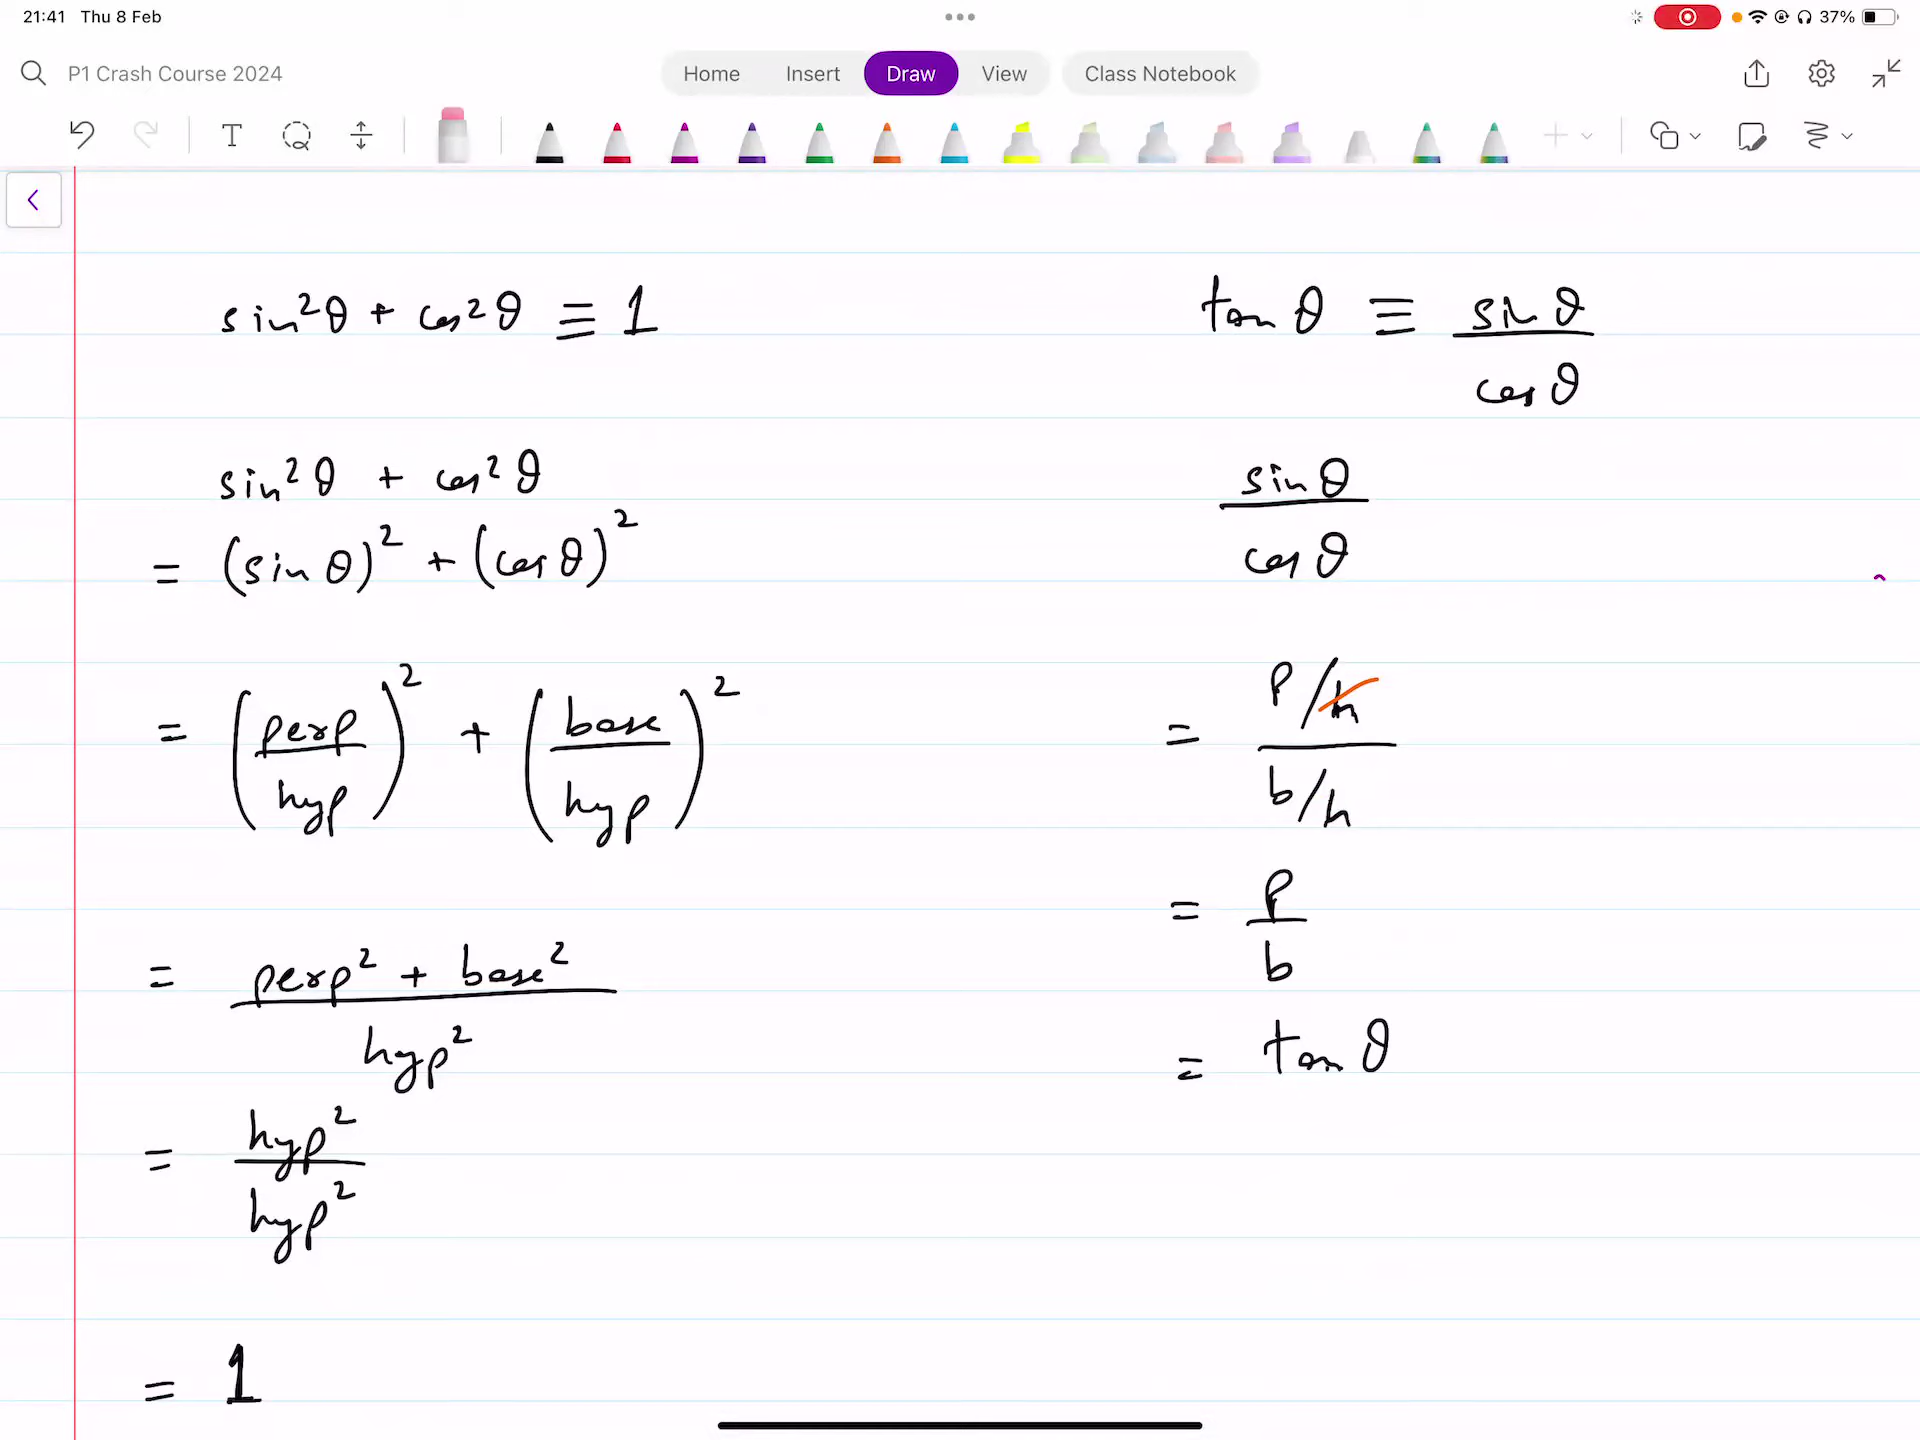 21:41 Thu 8 Feb 37%
P1 Crash Course 2024 Home Insert Draw View Class Notebook
T
sin²θ + cos²θ ≡ 1
sin²θ + cos²θ
= (sin θ)² + (cos θ)²
= (perp/hyp)² + (base/hyp)²
= perp² + base²
hyp²
= hyp²
hyp²
= 1
tan θ ≡ sin θ
cos θ
sin θ
cos θ
= P/h
b/h
= P
b
= tan θ